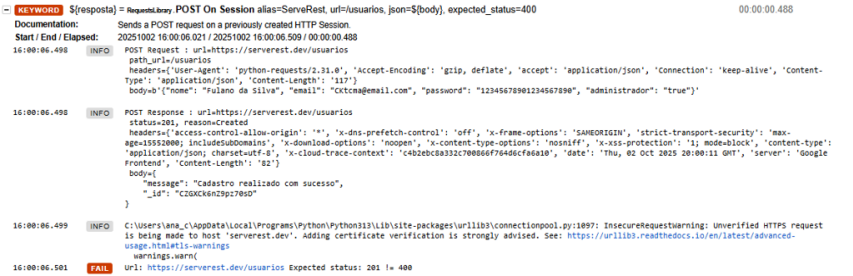 KEYWORD ${resposta} = RequestsLibrary.POST On Session alias=ServeRest, url=/usuarios, json=${body}, expected_status=400 00:00:00.488
Documentation: Sends a POST request on a previously created HTTP Session.
Start / End / Elapsed: 20251002 16:00:06.021 / 20251002 16:00:06.509 / 00:00:00.488
16:00:06.498 INFO POST Request : url=https://serverest.dev/usuarios
path_url=/usuarios
headers={'User-Agent': 'python-requests/2.31.0', 'Accept-Encoding': 'gzip, deflate', 'accept': 'application/json', 'Connection': 'keep-alive', 'Content-
Type': 'application/json', 'Content-Length': '117'}
body=b'{"nome": "Fulano da Silva", "email": "CKtcma@email.com", "password": "12345678901234567890", "administrador": "true"}'
16:00:06.498 INFO POST Response : url=https://serverest.dev/usuarios
status=201, reason=Created
headers={'access-control-allow-origin': '*', 'x-dns-prefetch-control': 'off', 'x-frame-options': 'SAMEORIGIN', 'strict-transport-security': 'max-
age=15552000; includeSubDomains', 'x-download-options': 'noopen', 'x-content-type-options': 'nosniff', 'x-xss-protection': '1; mode=block', 'content-type':
'application/json; charset=utf-8', 'x-cloud-trace-context': 'c4b2ebc8a332c700866f764d6cfa6a10', 'date': 'Thu, 02 Oct 2025 20:00:11 GMT', 'server': 'Google
Frontend', 'Content-Length': '82'}
body={
"message": "Cadastro realizado com sucesso",
"_id": "CZGXCk6nZ9pz70sD"
}
16:00:06.499 INFO C:\Users\ana_c\AppData\Local\Programs\Python\Python313\Lib\site-packages\urllib3\connectionpool.py:1097: InsecureRequestWarning: Unverified HTTPS request
is being made to host 'serverest.dev'. Adding certificate verification is strongly advised. See: https://urllib3.readthedocs.io/en/latest/advanced-
usage.html#tls-warnings
warnings.warn(
16:00:06.501 FAIL Url: https://serverest.dev/usuarios Expected status: 201 != 400